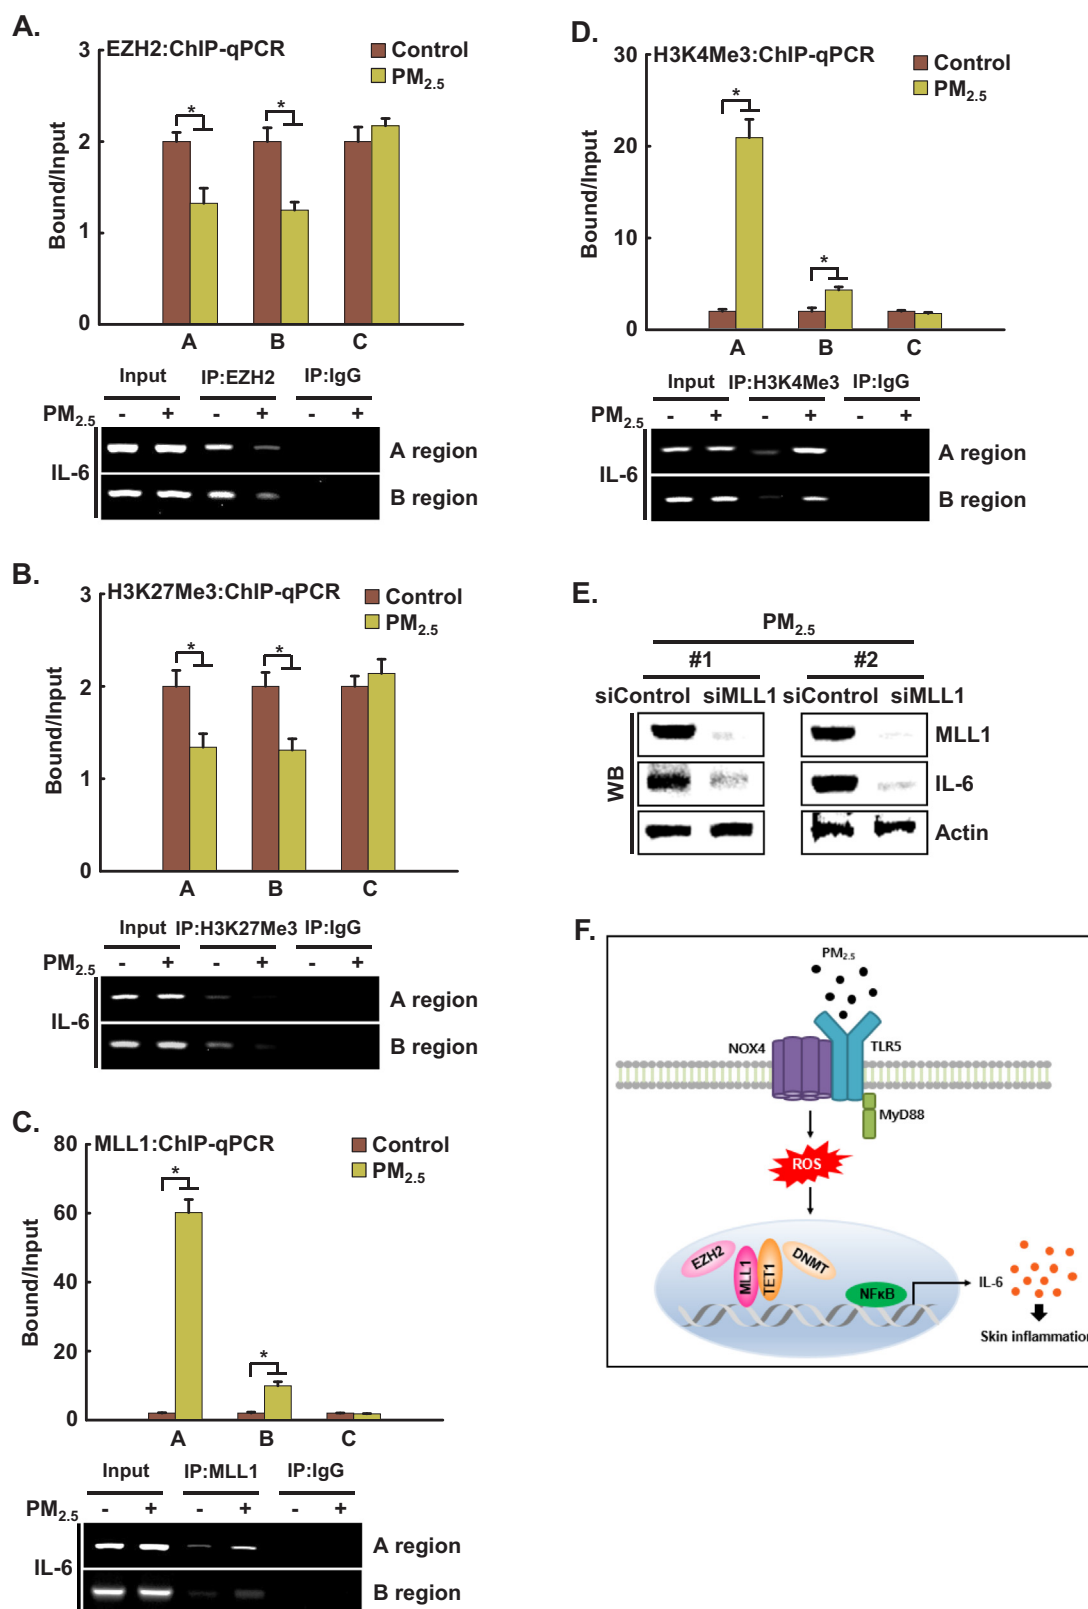 A.
EZH2:ChIP-qPCR
Control
PM2.5
Bound/Input
3
2
1
0
*
*
A B C
Input IP:EZH2 IP:IgG
PM2.5 - + - + - +
IL-6
A region
B region
B.
H3K27Me3:ChIP-qPCR
Control
PM2.5
Bound/Input
3
2
1
0
*
*
A B C
Input IP:H3K27Me3 IP:IgG
PM2.5 - + - + - +
IL-6
A region
B region
C.
MLL1:ChIP-qPCR
Control
PM2.5
Bound/Input
80
60
40
20
0
*
*
A B C
Input IP:MLL1 IP:IgG
PM2.5 - + - + - +
IL-6
A region
B region
D.
H3K4Me3:ChIP-qPCR
Control
PM2.5
Bound/Input
30
20
10
0
*
*
A B C
Input IP:H3K4Me3 IP:IgG
PM2.5 - + - + - +
IL-6
A region
B region
E.
PM2.5
#1 #2
siControl siMLL1 siControl siMLL1
WB
MLL1
IL-6
Actin
F.
PM2.5
NOX4
TLR5
MyD88
ROS
EZH2
MLL1
TET1
DNMT
NFκB
IL-6
Skin inflammation